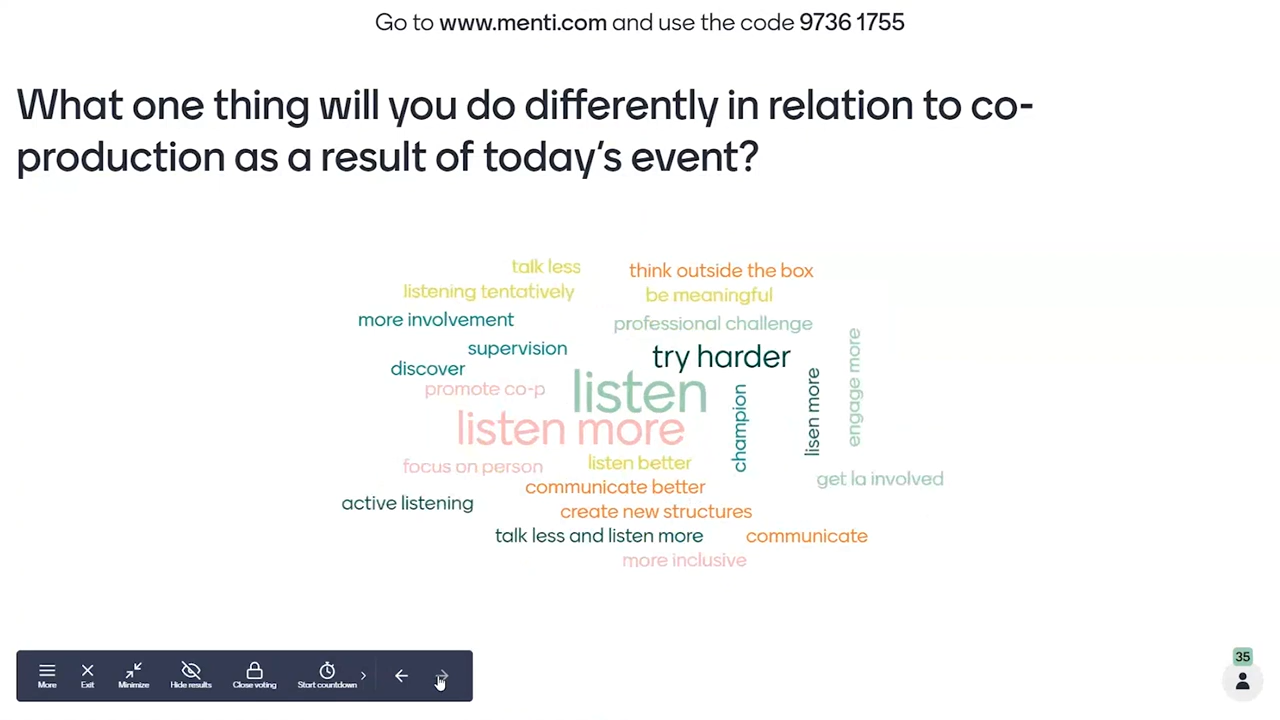 Go to www.menti.com and use the code 9736 1755
What one thing will you do differently in relation to co-
production as a result of today's event?
talk less
think outside the box
listening tentatively
be meaningful
more involvement
professional challenge
supervision
try harder
discover
promote co-p
listen
listen more
champion
lisen more
engage more
focus on person
listen better
get la involved
communicate better
active listening
create new structures
talk less and listen more
communicate
more inclusive
More
Exit
Minimize
Hide results
Close voting
Start countdown
35